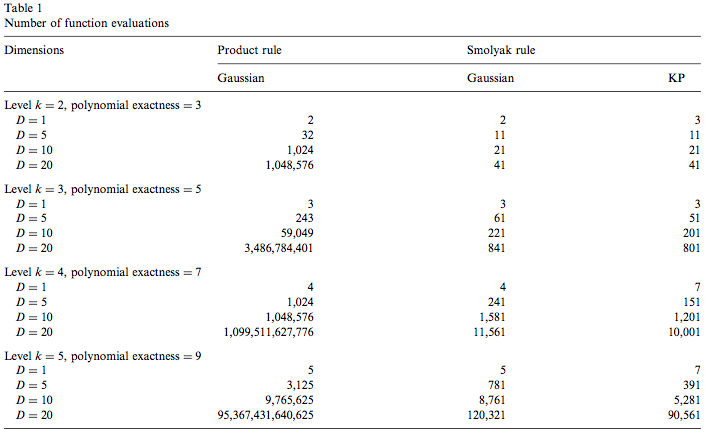 Table 1
Number of function evaluations
Dimensions Product rule Smolyak rule
Gaussian Gaussian KP
Level k = 2, polynomial exactness = 3
D = 1 2 2 3
D = 5 32 11 11
D = 10 1,024 21 21
D = 20 1,048,576 41 41
Level k = 3, polynomial exactness = 5
D = 1 3 3 3
D = 5 243 61 51
D = 10 59,049 221 201
D = 20 3,486,784,401 841 801
Level k = 4, polynomial exactness = 7
D = 1 4 4 7
D = 5 1,024 241 151
D = 10 1,048,576 1,581 1,201
D = 20 1,099,511,627,776 11,561 10,001
Level k = 5, polynomial exactness = 9
D = 1 5 5 7
D = 5 3,125 781 391
D = 10 9,765,625 8,761 5,281
D = 20 95,367,431,640,625 120,321 90,561